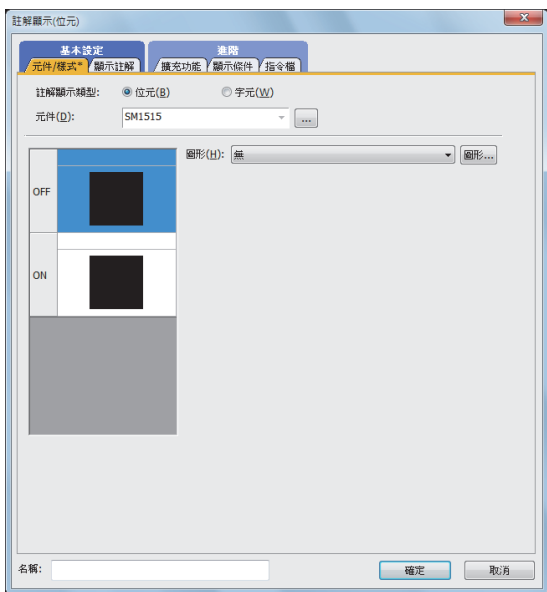 註解顯示(位元)
基本設定 進階
元件/樣式* 顯示註解 擴充功能 顯示條件 指令檔
註解顯示類型: 位元(B) 字元(W)
元件(D): SM1515 ...
圖形(H): 無 圖形...
OFF
ON
名稱: 確定 取消